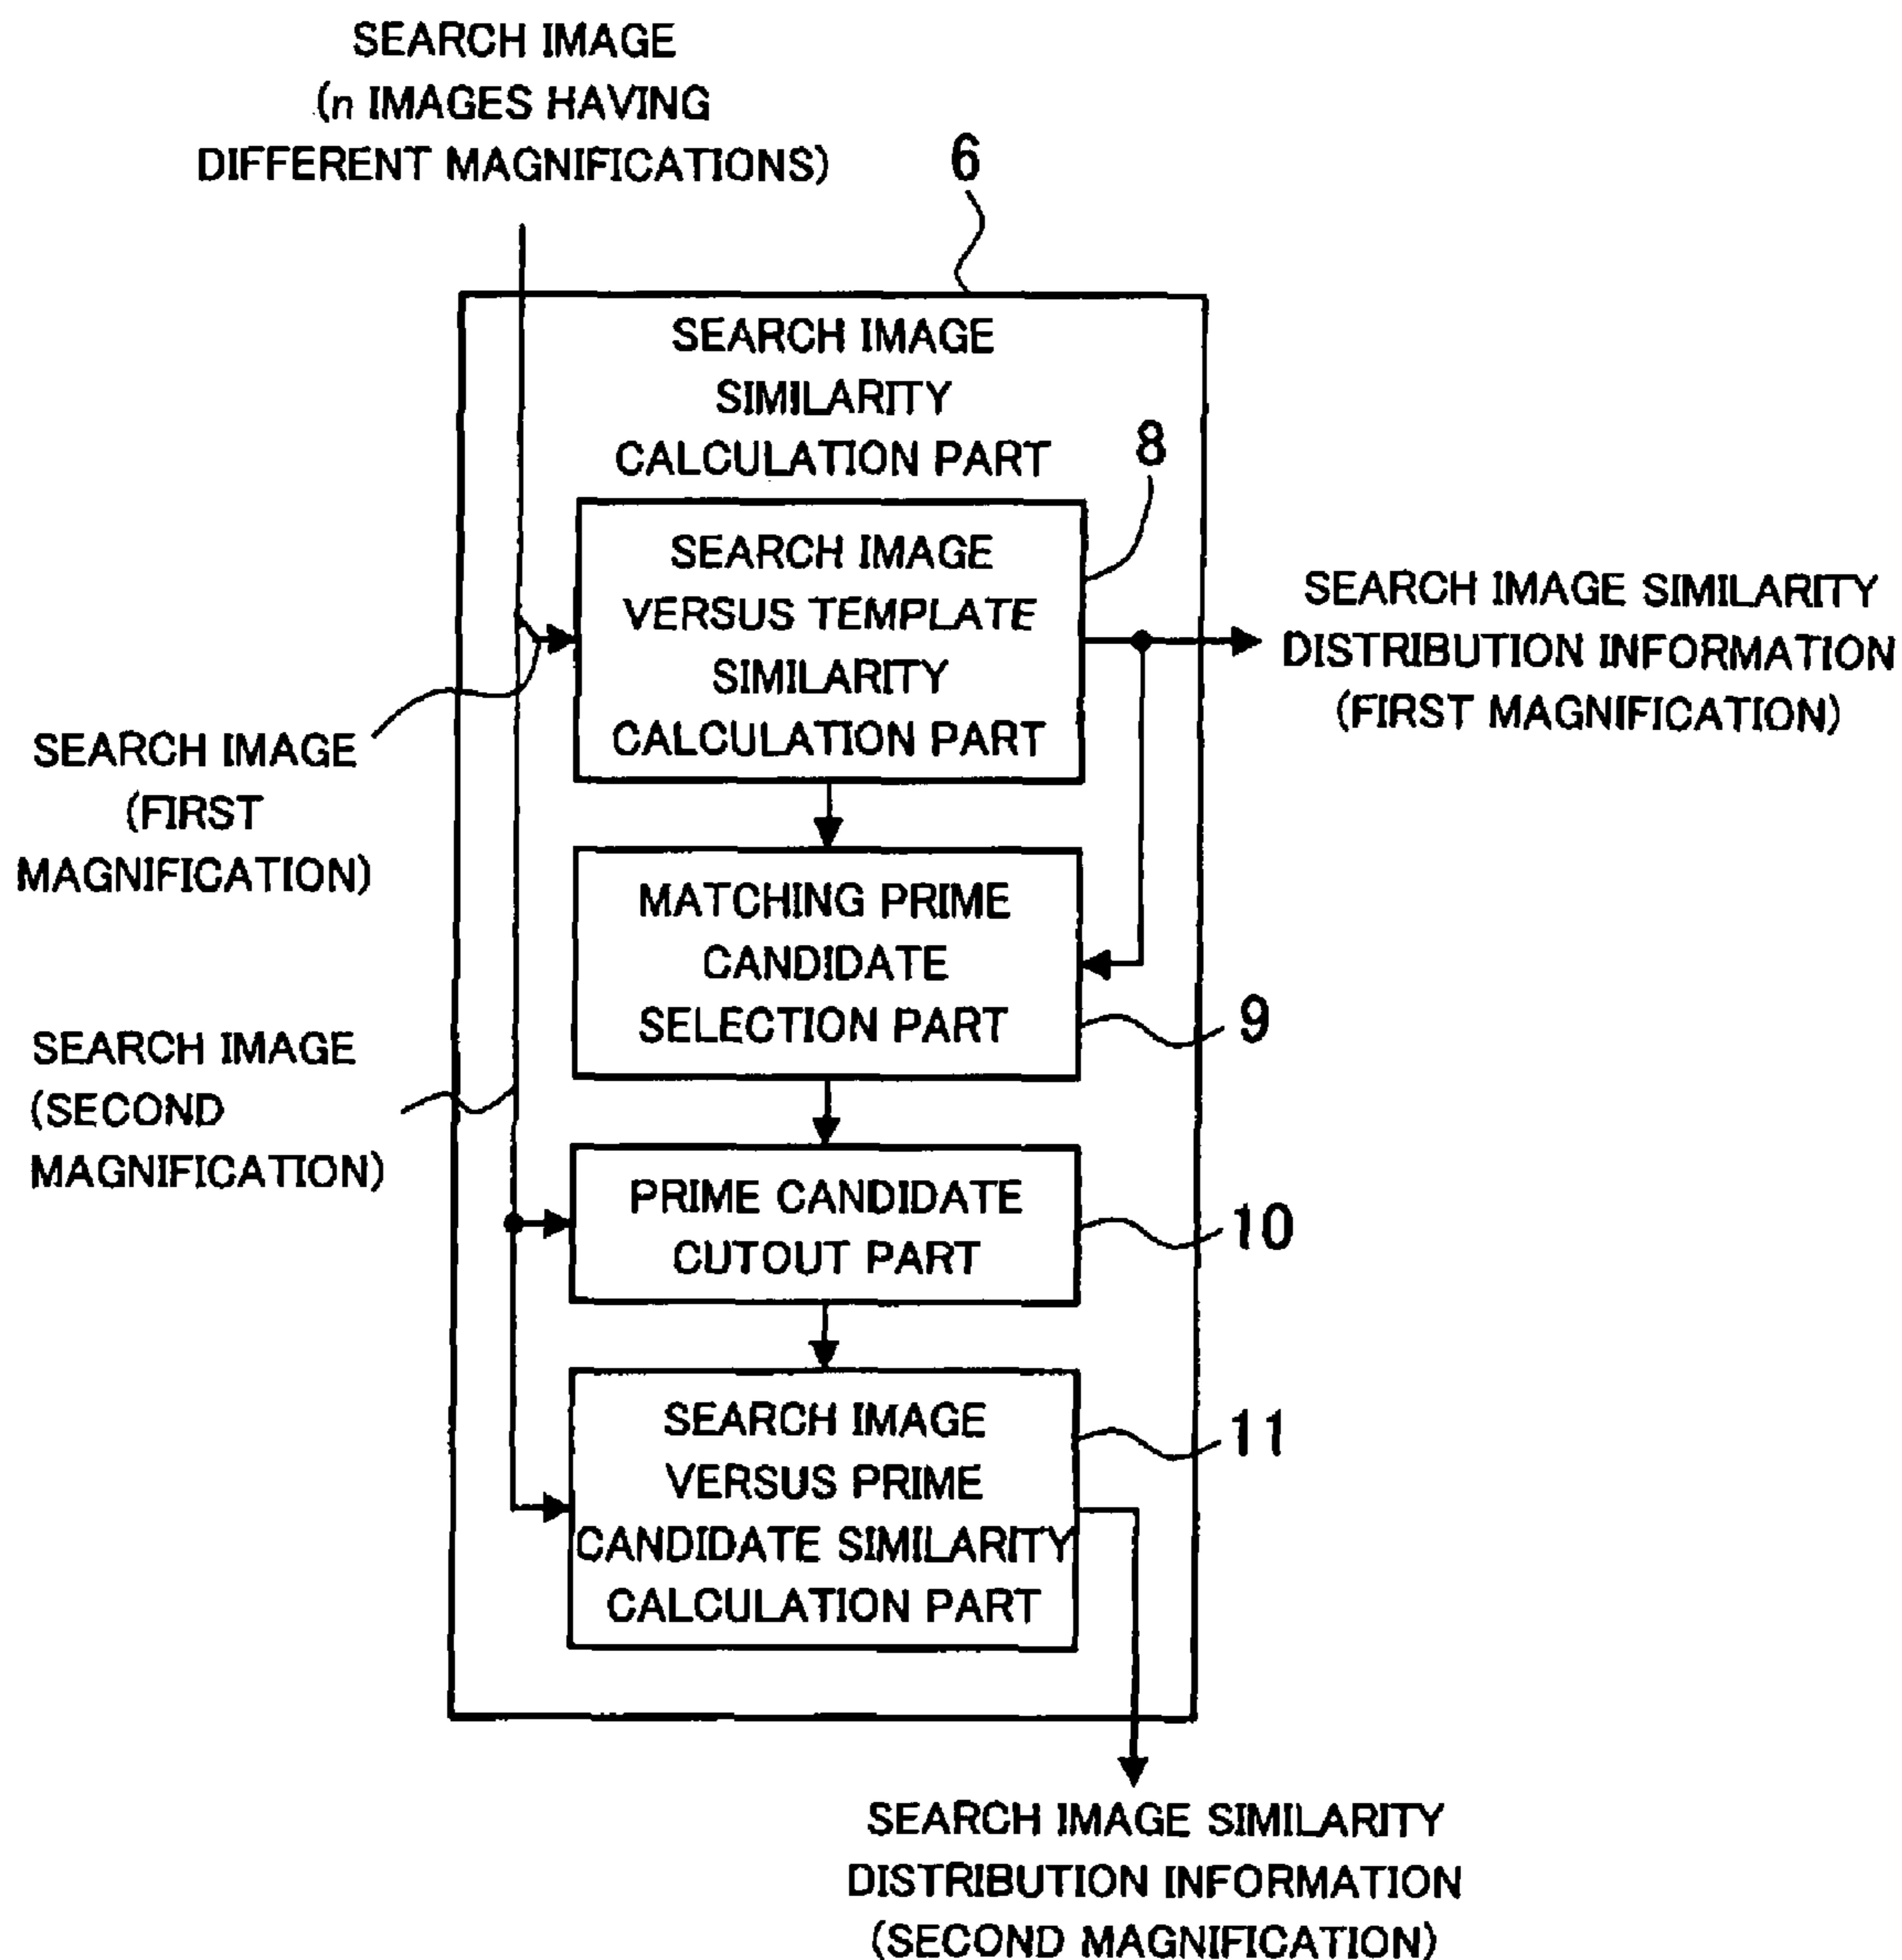 SEARCH IMAGE
(n IMAGES HAVING
DIFFERENT MAGNIFICATIONS)
6
SEARCH IMAGE
SIMILARITY
CALCULATION PART
8
SEARCH IMAGE
VERSUS TEMPLATE
SIMILARITY
CALCULATION PART
SEARCH IMAGE SIMILARITY
DISTRIBUTION INFORMATION
(FIRST MAGNIFICATION)
SEARCH IMAGE
(FIRST
MAGNIFICATION)
MATCHING PRIME
CANDIDATE
SELECTION PART
9
SEARCH IMAGE
(SECOND
MAGNIFICATION)
PRIME CANDIDATE
CUTOUT PART
10
SEARCH IMAGE
VERSUS PRIME
CANDIDATE SIMILARITY
CALCULATION PART
11
SEARCH IMAGE SIMILARITY
DISTRIBUTION INFORMATION
(SECOND MAGNIFICATION)